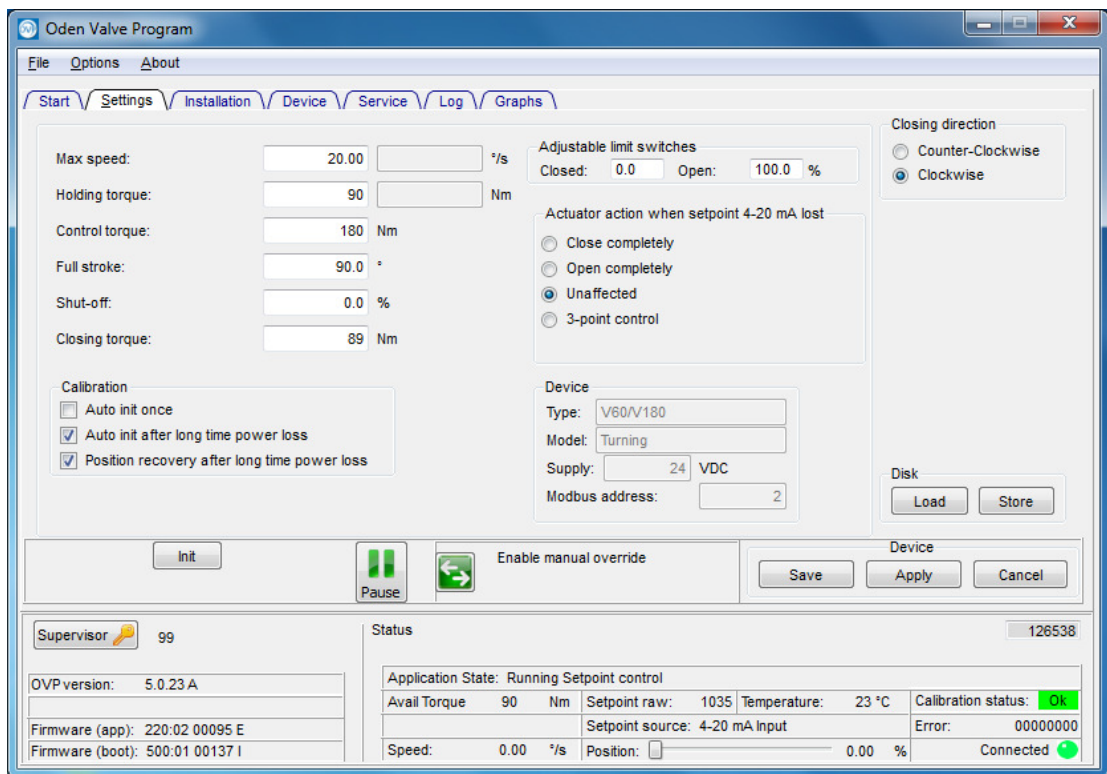 Oden Valve Program
File Options About
Start Settings Installation Device Service Log Graphs
Max speed: 20.00 °/s
Holding torque: 90 Nm
Control torque: 180 Nm
Full stroke: 90.0 °
Shut-off: 0.0 %
Closing torque: 89 Nm
Calibration
Auto init once
Auto init after long time power loss
Position recovery after long time power loss
Adjustable limit switches
Closed: 0.0 Open: 100.0 %
Actuator action when setpoint 4-20 mA lost
Close completely
Open completely
Unaffected
3-point control
Device
Type: V60/V180
Model: Turning
Supply: 24 VDC
Modbus address: 2
Closing direction
Counter-Clockwise
Clockwise
Disk
Load Store
Init
Pause
Enable manual override
Device
Save Apply Cancel
Supervisor 99
OVP version: 5.0.23 A
Firmware (app): 220:02 00095 E
Firmware (boot): 500:01 00137 I
Status 126538
Application State: Running Setpoint control
Avail Torque 90 Nm Setpoint raw: 1035 Temperature: 23 °C Calibration status: Ok
Setpoint source: 4-20 mA Input Error: 00000000
Speed: 0.00 °/s Position: 0.00 % Connected